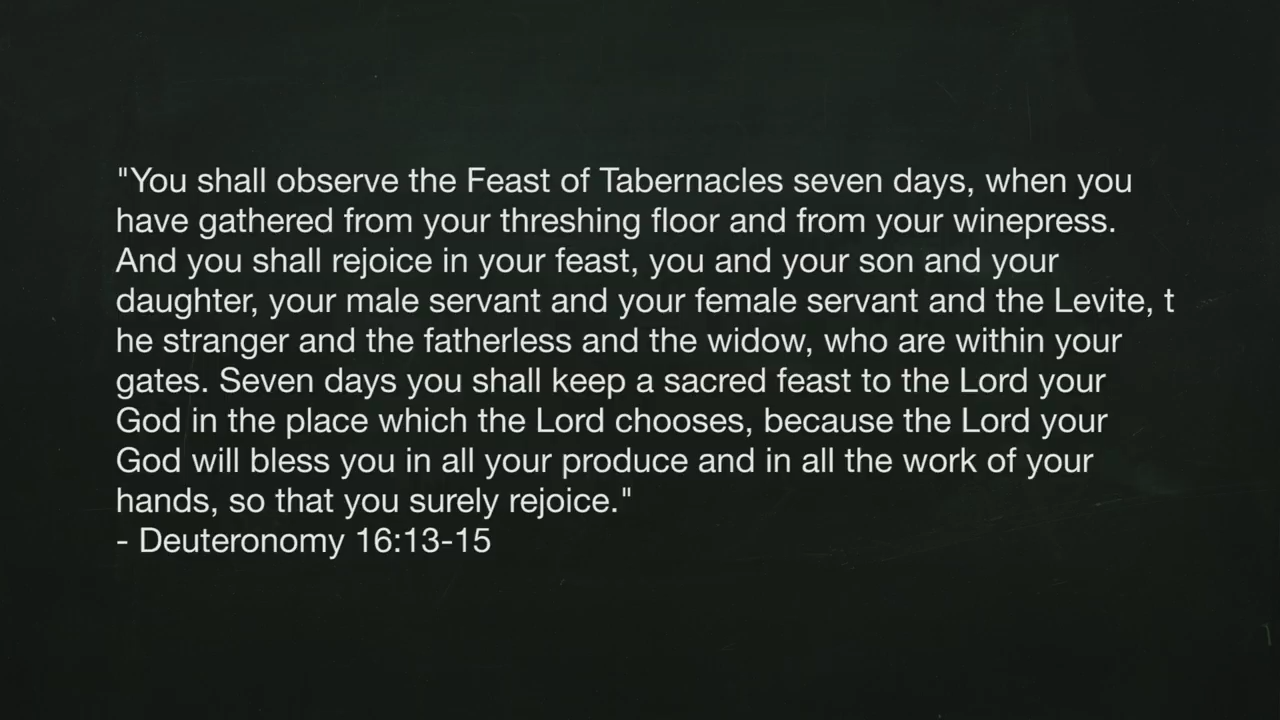 "You shall observe the Feast of Tabernacles seven days, when you
have gathered from your threshing floor and from your winepress.
And you shall rejoice in your feast, you and your son and your
daughter, your male servant and your female servant and the Levite, t
he stranger and the fatherless and the widow, who are within your
gates. Seven days you shall keep a sacred feast to the Lord your
God in the place which the Lord chooses, because the Lord your
God will bless you in all your produce and in all the work of your
hands, so that you surely rejoice."
- Deuteronomy 16:13-15